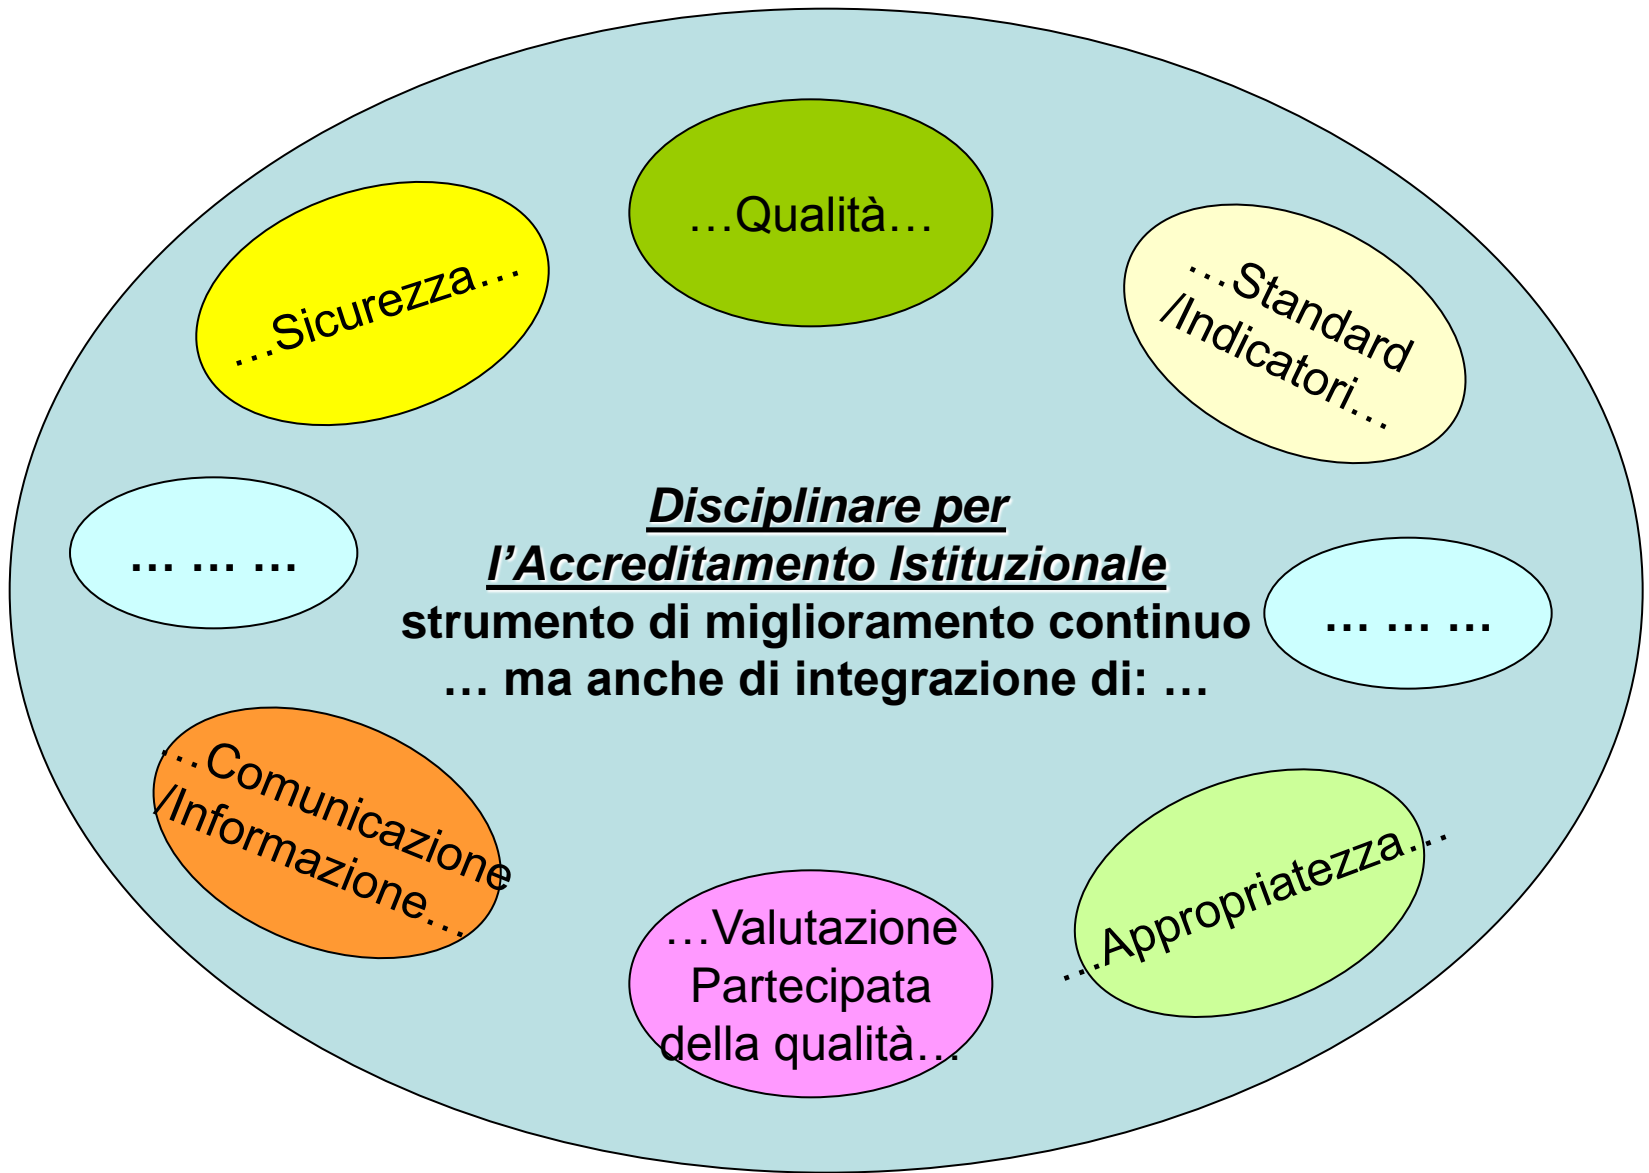 …Qualità…
…Sicurezza…
…Standard
/Indicatori…
Disciplinare per
l’Accreditamento Istituzionale
strumento di miglioramento continuo
… ma anche di integrazione di: …
… … …
… … …
…Comunicazione
/Informazione…
…Appropriatezza…
…Valutazione
Partecipata
della qualità…